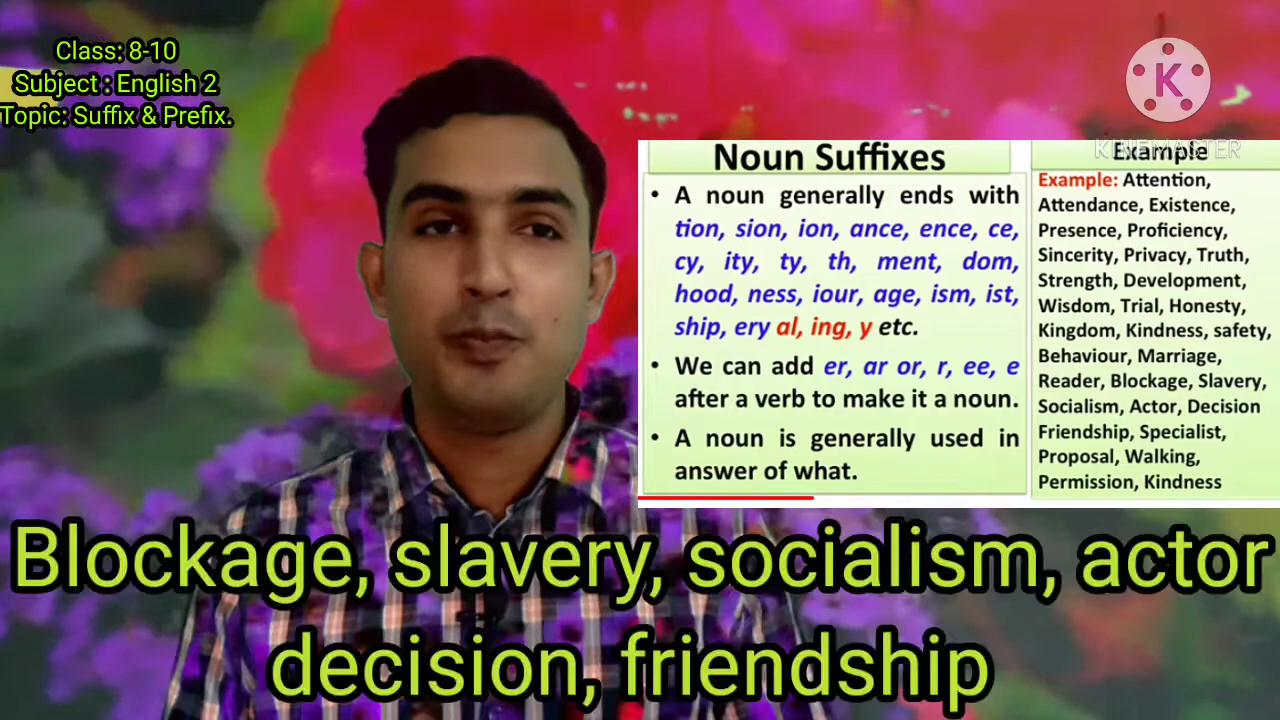 Class: 8-10
Subject : English 2
Topic: Suffix & Prefix.
K
KINEMASTER
Noun Suffixes
• A noun generally ends with
tion, sion, ion, ance, ence, ce,
cy, ity, ty, th, ment, dom,
hood, ness, iour, age, ism, ist,
ship, ery al, ing, y etc.
• We can add er, ar or, r, ee, e
after a verb to make it a noun.
• A noun is generally used in
answer of what.
Example
Example: Attention,
Attendance, Existence,
Presence, Proficiency,
Sincerity, Privacy, Truth,
Strength, Development,
Wisdom, Trial, Honesty,
Kingdom, Kindness, safety,
Behaviour, Marriage,
Reader, Blockage, Slavery,
Socialism, Actor, Decision
Friendship, Specialist,
Proposal, Walking,
Permission, Kindness
Blockage, slavery, socialism, actor
decision, friendship